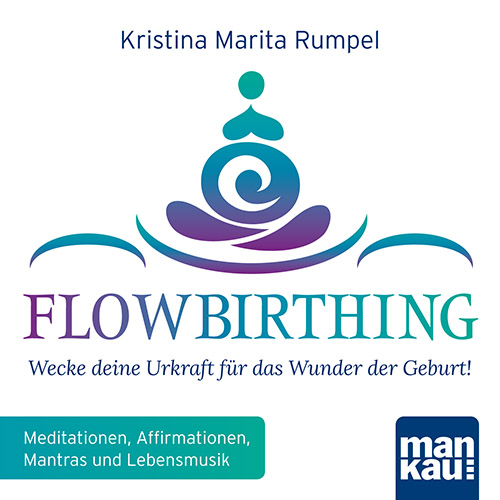 Kristina Marita Rumpel
FLOWBIRTHING
Wecke deine Urkraft für das Wunder der Geburt!
Meditationen, Affirmationen,
Mantras und Lebensmusik
man
kau